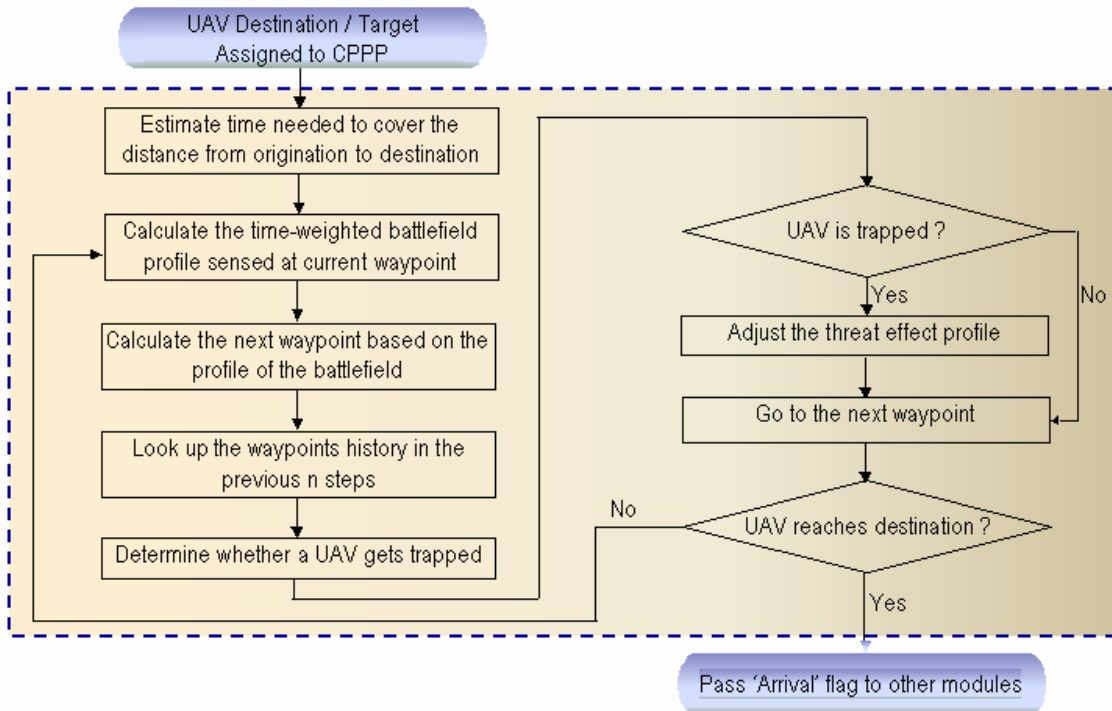 UAV Destination / Target
Assigned to CPPP
Estimate time needed to cover the
distance from origination to destination
Calculate the time-weighted battlefield
profile sensed at current waypoint
Calculate the next waypoint based on the
profile of the battlefield
Look up the waypoints history in the
previous n steps
Determine whether a UAV gets trapped
UAV is trapped ?
Yes
No
Adjust the threat effect profile
Go to the next waypoint
No
UAV reaches destination ?
Yes
Pass ‘Arrival’ flag to other modules